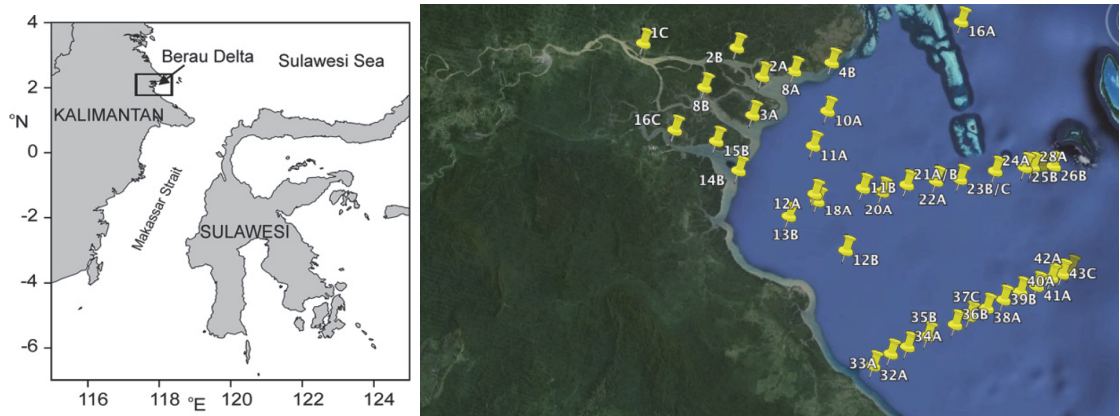 4
2
0
-2
-4
-6
°N
116
118
120
122
124
°E
Berau Delta
Sulawesi Sea
KALIMANTAN
Makassar Strait
SULAWESI
1C
16A
2B
2A
4B
8A
8B
3A
10A
16C
15B
11A
14B
24A
28A
25B
26B
21A/B
11B
23B/C
22A
12A
18A
20A
13B
12B
42A
43C
40A
41A
37C
39B
36B
38A
35B
34A
33A
32A